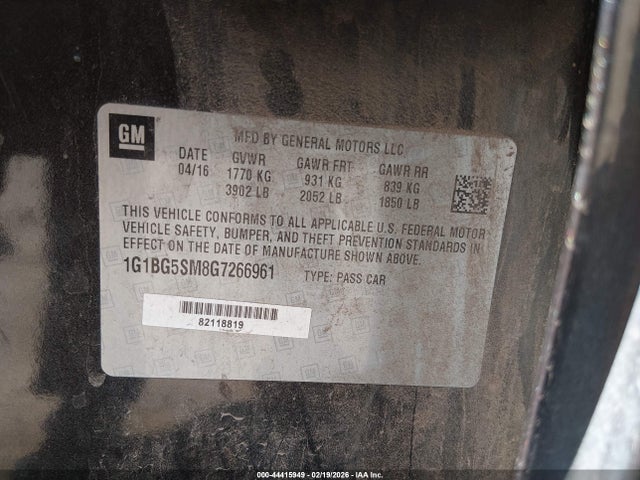 GM
MFD BY GENERAL MOTORS LLC
DATE GVWR GAWR FRT GAWR RR
04/16 1770 KG 931 KG 839 KG
3902 LB 2052 LB 1850 LB
THIS VEHICLE CONFORMS TO ALL APPLICABLE U.S. FEDERAL MOTOR
VEHICLE SAFETY, BUMPER, AND THEFT PREVENTION STANDARDS IN
EFFECT ON THE DATE OF MANUFACTURE SHOWN ABOVE.
1G1BG5SM8G7266961 TYPE: PASS CAR
82118819
000-44415949 - 02/19/2026 - IAA Inc.